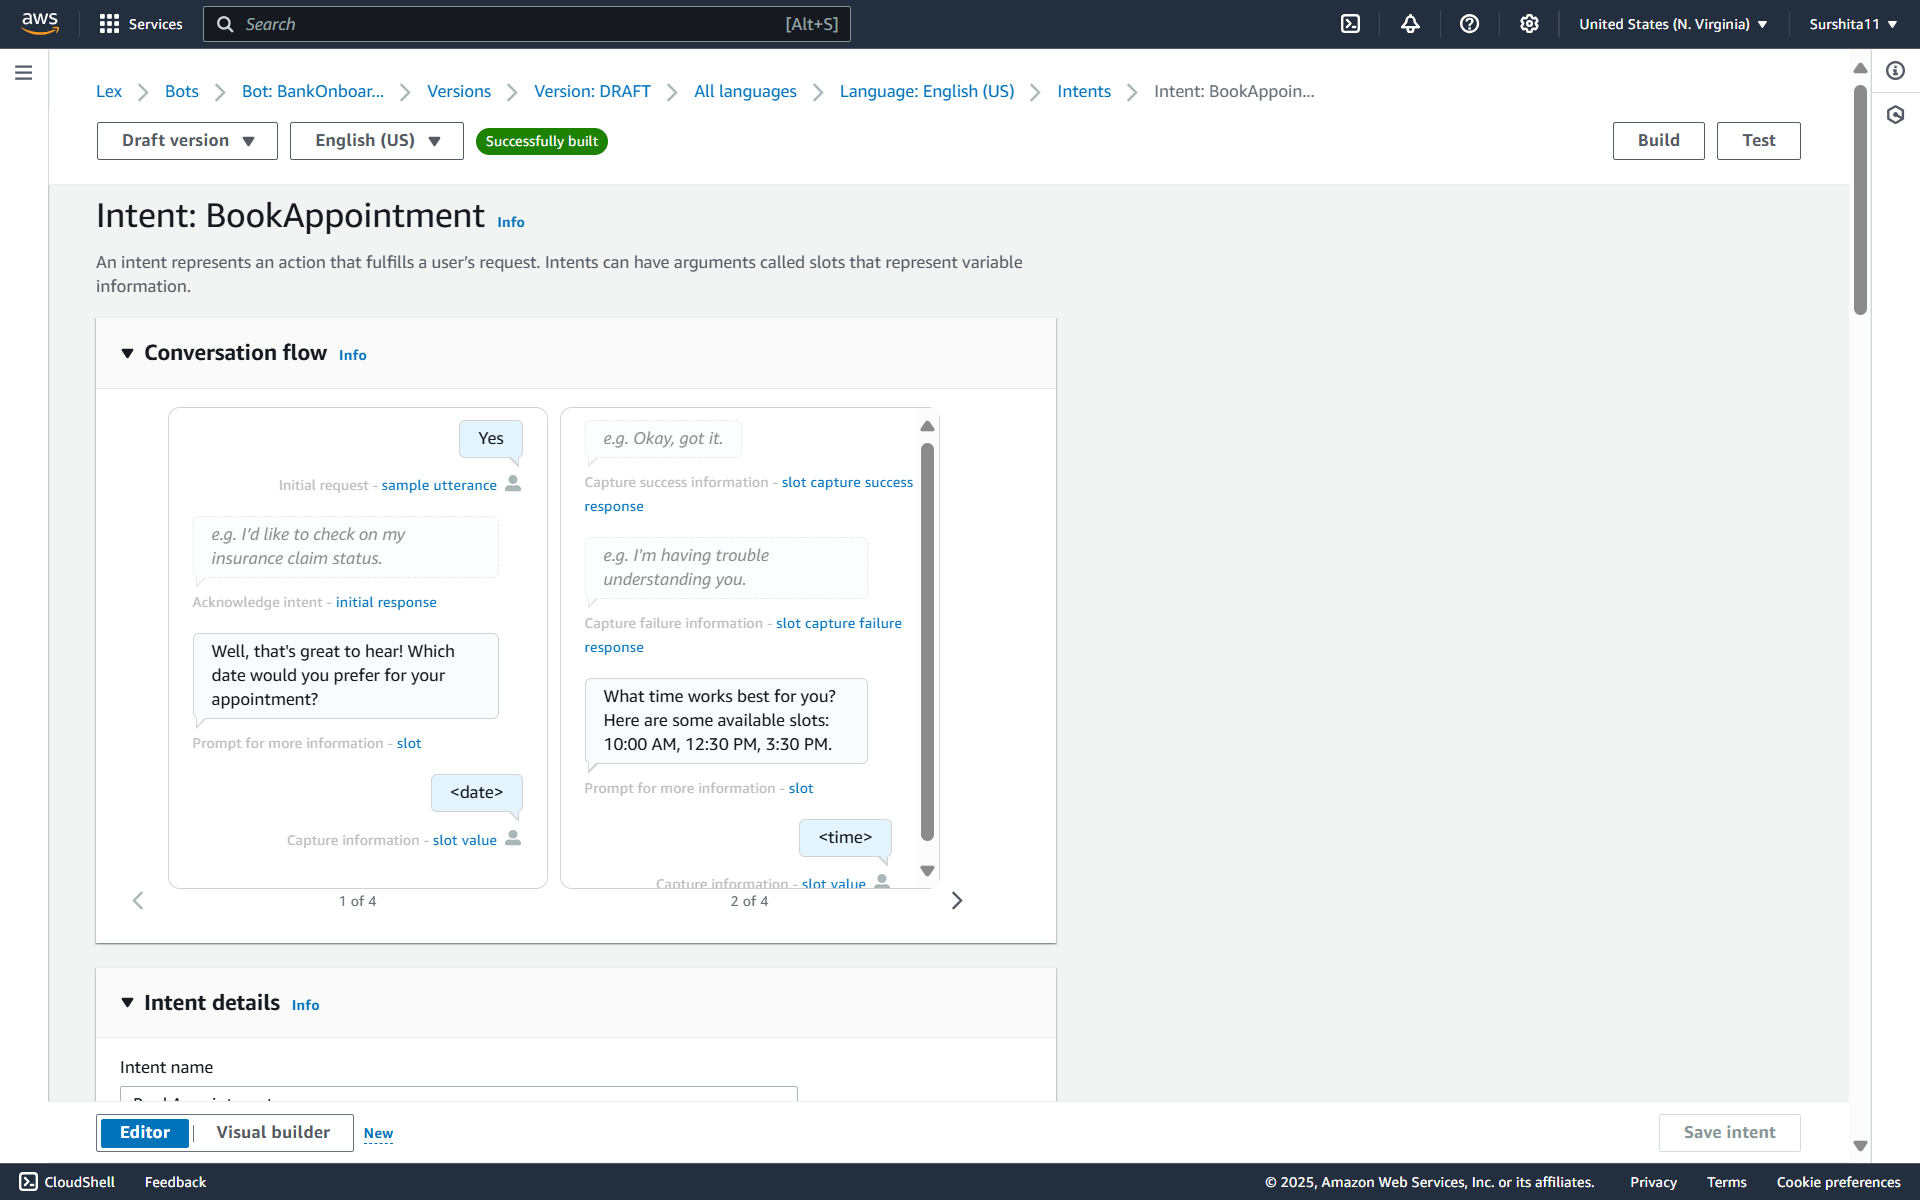 aws
Services
Search
[Alt+S]
United States (N. Virginia)
Surshita11
Lex
Bots
Bot: BankOnboar...
Versions
Version: DRAFT
All languages
Language: English (US)
Intents
Intent: BookAppoin...
Draft version
English (US)
Successfully built
Build
Test
Intent: BookAppointment Info
An intent represents an action that fulfills a user’s request. Intents can have arguments called slots that represent variable
information.
Conversation flow Info
Yes
Initial request - sample utterance
e.g. I’d like to check on my
insurance claim status.
Acknowledge intent - initial response
Well, that's great to hear! Which
date would you prefer for your
appointment?
Prompt for more information - slot
<date>
Capture information - slot value
1 of 4
e.g. Okay, got it.
Capture success information - slot capture success
response
e.g. I'm having trouble
understanding you.
Capture failure information - slot capture failure
response
What time works best for you?
Here are some available slots:
10:00 AM, 12:30 PM, 3:30 PM.
Prompt for more information - slot
<time>
Capture information - slot value
2 of 4
Intent details Info
Intent name
BookAppointment
Editor
Visual builder
New
Save intent
CloudShell
Feedback
© 2025, Amazon Web Services, Inc. or its affiliates.
Privacy
Terms
Cookie preferences